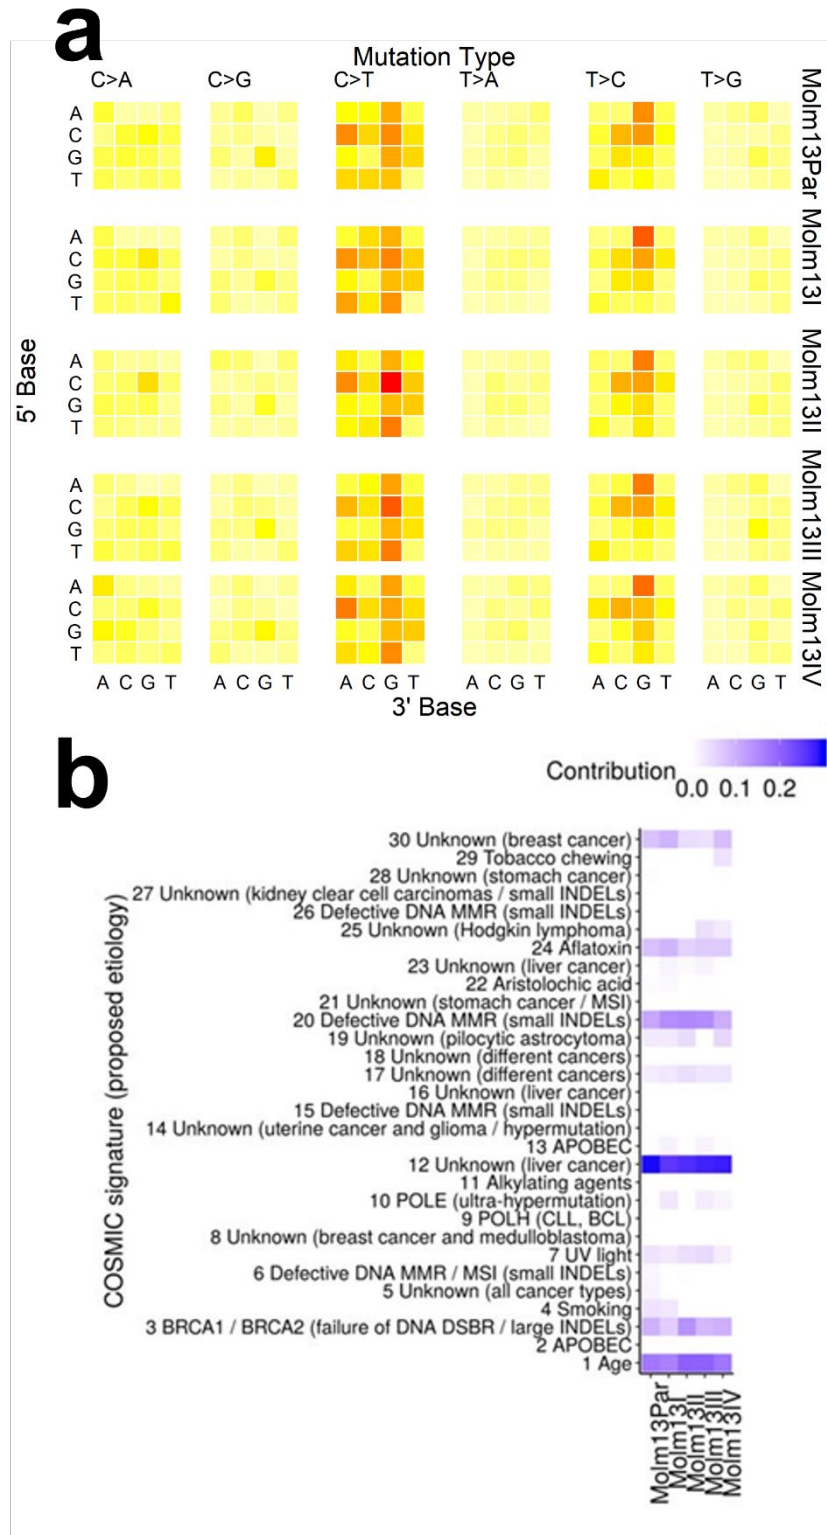 a
Mutation Type
C>A C>G C>T T>A T>C T>G
5' Base
A
C
G
T
Molm13Par
A
C
G
T
Molm13I
A
C
G
T
Molm13II
A
C
G
T
Molm13III
A
C
G
T
Molm13IV
A C G T A C G T A C G T A C G T A C G T A C G T
3' Base
b
Contribution
0.0 0.1 0.2
COSMIC signature (proposed etiology)
30 Unknown (breast cancer)
29 Tobacco chewing
28 Unknown (stomach cancer)
27 Unknown (kidney clear cell carcinomas / small INDELs)
26 Defective DNA MMR (small INDELs)
25 Unknown (Hodgkin lymphoma)
24 Aflatoxin
23 Unknown (liver cancer)
22 Aristolochic acid
21 Unknown (stomach cancer / MSI)
20 Defective DNA MMR (small INDELs)
19 Unknown (pilocytic astrocytoma)
18 Unknown (different cancers)
17 Unknown (different cancers)
16 Unknown (liver cancer)
15 Defective DNA MMR (small INDELs)
14 Unknown (uterine cancer and glioma / hypermutation)
13 APOBEC
12 Unknown (liver cancer)
11 Alkylating agents
10 POLE (ultra-hypermutation)
9 POLH (CLL, BCL)
8 Unknown (breast cancer and medulloblastoma)
7 UV light
6 Defective DNA MMR / MSI (small INDELs)
5 Unknown (all cancer types)
4 Smoking
3 BRCA1 / BRCA2 (failure of DNA DSBR / large INDELs)
2 APOBEC
1 Age
Molm13Par
Molm13I
Molm13II
Molm13III
Molm13IV